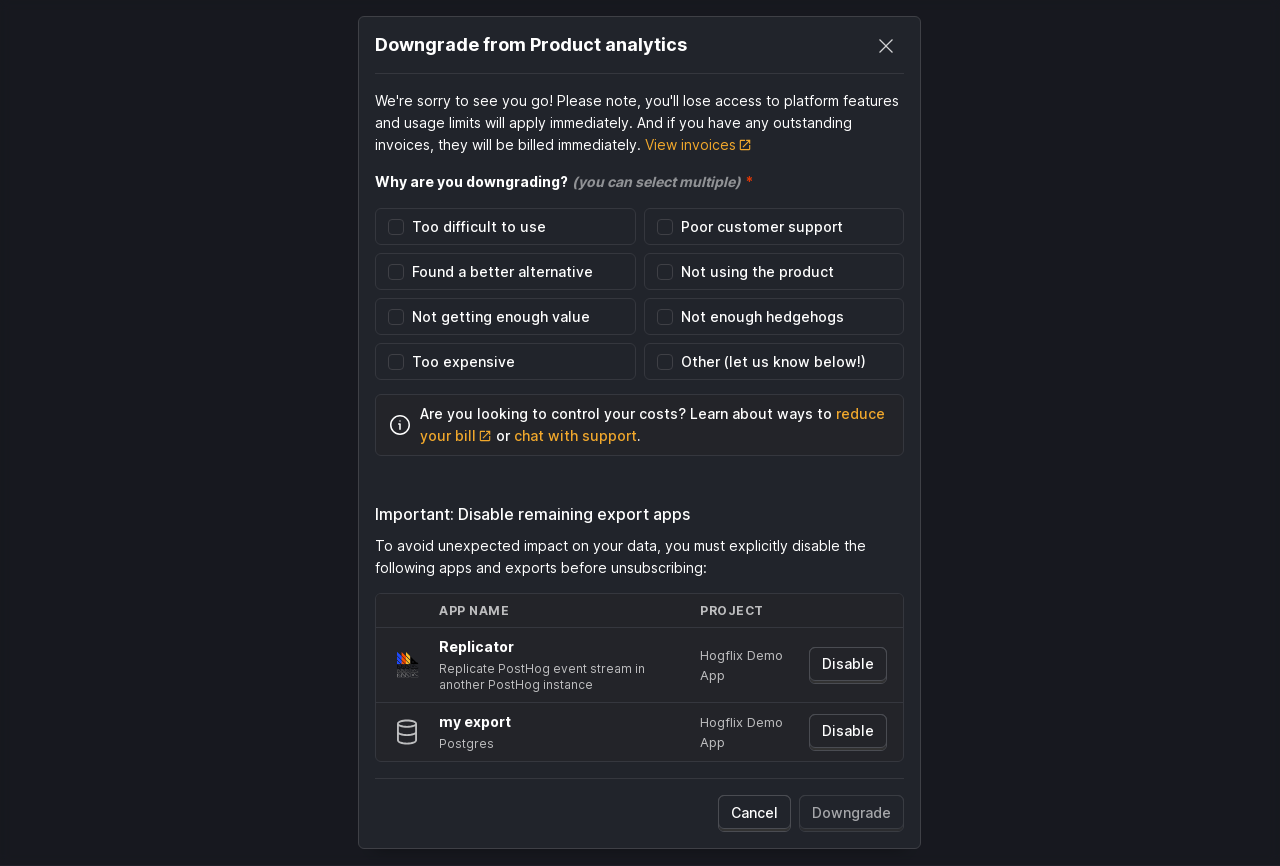 Downgrade from Product analytics
We're sorry to see you go! Please note, you'll lose access to platform features
and usage limits will apply immediately. And if you have any outstanding
invoices, they will be billed immediately. View invoices
Why are you downgrading? (you can select multiple) *
Too difficult to use
Poor customer support
Found a better alternative
Not using the product
Not getting enough value
Not enough hedgehogs
Too expensive
Other (let us know below!)
Are you looking to control your costs? Learn about ways to reduce
your bill or chat with support.
Important: Disable remaining export apps
To avoid unexpected impact on your data, you must explicitly disable the
following apps and exports before unsubscribing:
APP NAME PROJECT
Replicator
Replicate PostHog event stream in
another PostHog instance
Hogflix Demo
App
Disable
my export
Postgres
Hogflix Demo
App
Disable
Cancel
Downgrade